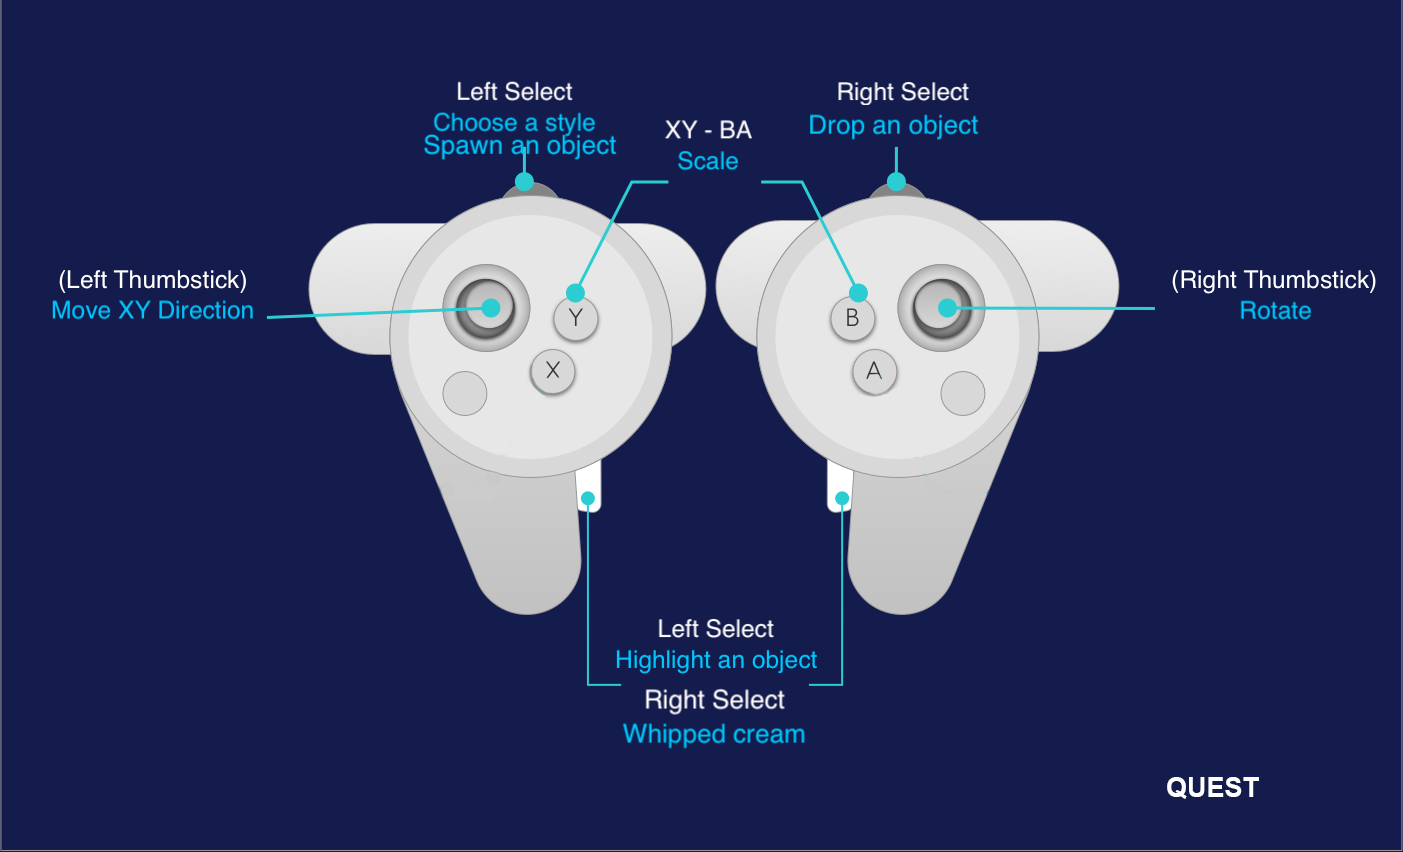 Left Select
Choose a style
Spawn an object
XY - BA
Scale
Right Select
Drop an object
(Left Thumbstick)
Move XY Direction
(Right Thumbstick)
Rotate
Y
X
B
A
Left Select
Highlight an object
Right Select
Whipped cream
QUEST